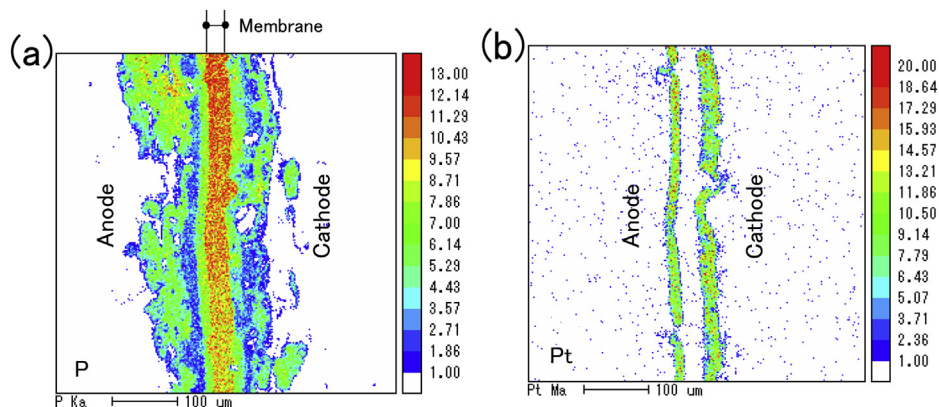 Membrane
(a)
Anode
Cathode
P
P Ka
100 um
13.00
12.14
11.29
10.43
9.57
8.71
7.86
7.00
6.14
5.29
4.43
3.57
2.71
1.86
1.00
(b)
Anode
Cathode
Pt
Pt Ma
100 um
20.00
18.64
17.29
15.93
14.57
13.21
11.86
10.50
9.14
7.79
6.43
5.07
3.71
2.36
1.00